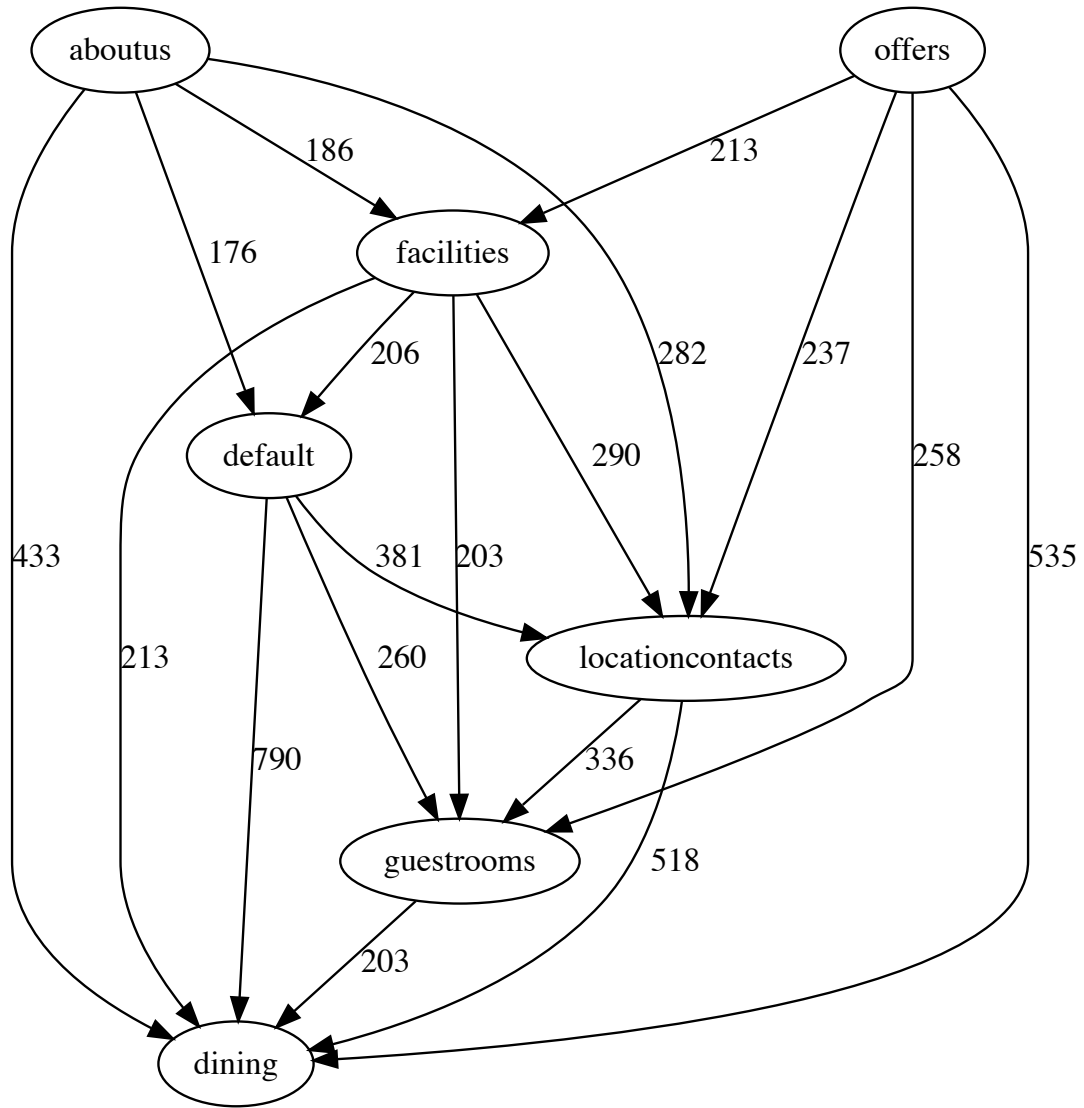 aboutus
offers
186
213
facilities
176
206
282
237
default
290
258
433
381
203
535
213
260
locationcontacts
790
336
guestrooms
518
203
dining